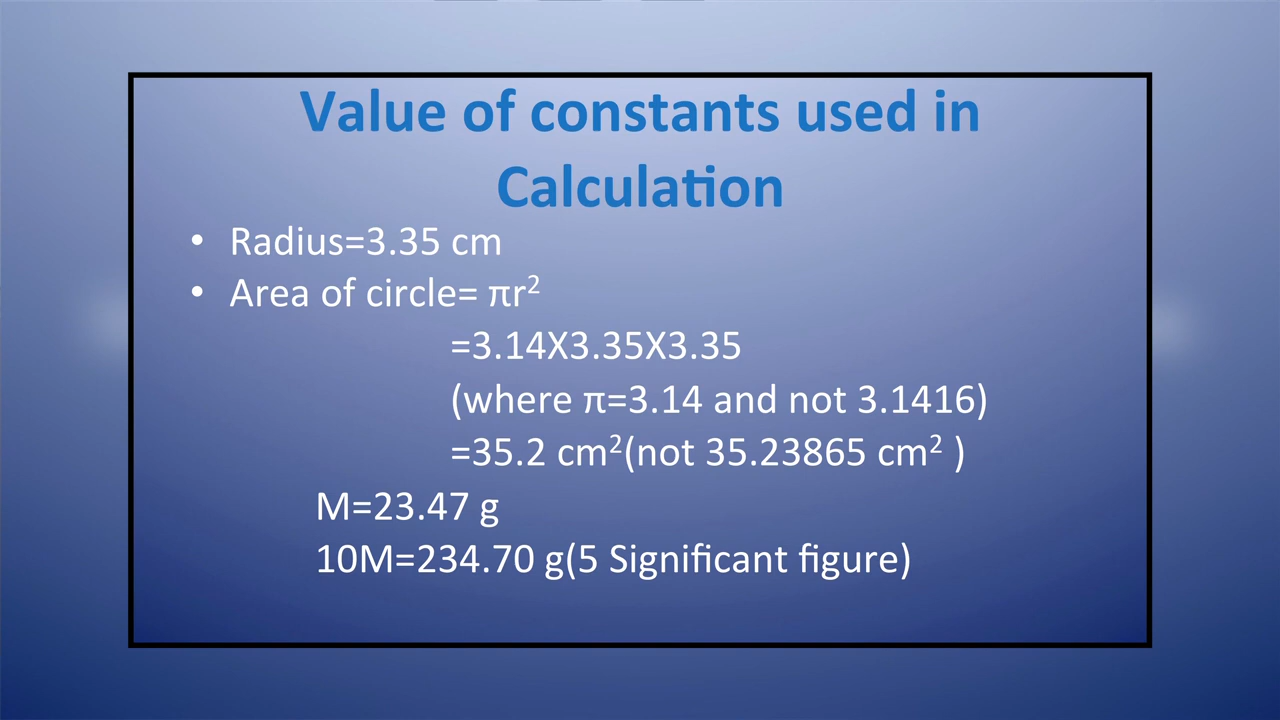 Value of constants used in
Calculation
• Radius=3.35 cm
• Area of circle= πr²
=3.14X3.35X3.35
(where π=3.14 and not 3.1416)
=35.2 cm²(not 35.23865 cm² )
M=23.47 g
10M=234.70 g(5 Significant figure)